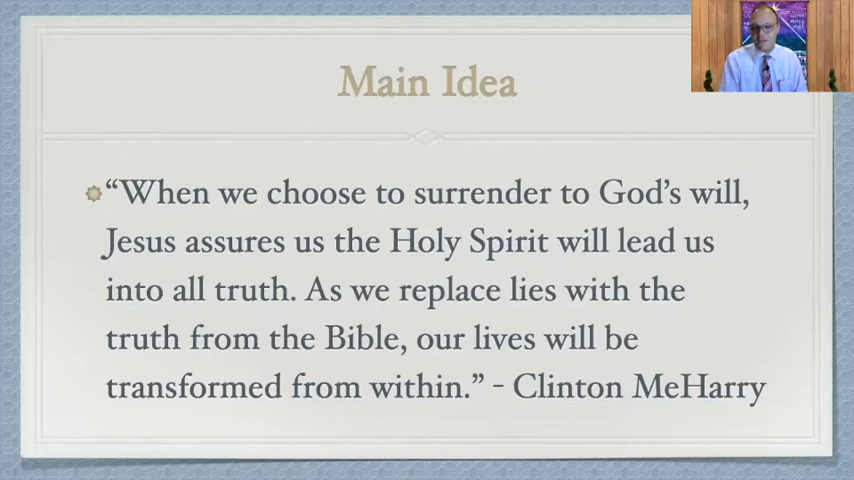 Main Idea
“When we choose to surrender to God’s will,
Jesus assures us the Holy Spirit will lead us
into all truth. As we replace lies with the
truth from the Bible, our lives will be
transformed from within.” - Clinton MeHarry